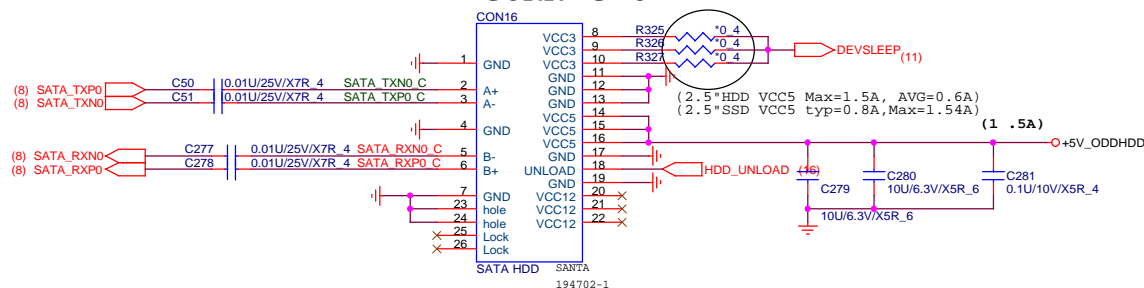 CON16
R325 *0_4
R326 *0_4
R327 *0_4
DEVSLEEP (11)
1 GND
2 A+
3 A-
4 GND
5 B-
6 B+
7 GND
23 hole
24 hole
25 Lock
26 Lock
VCC3 8
VCC3 9
VCC3 10
GND 11
GND 12
GND 13
VCC5 14
VCC5 15
VCC5 16
GND 17
UNLOAD 18
GND 19
VCC12 20
VCC12 21
VCC12 22
(8) SATA_TXP0 C50 0.01U/25V/X7R_4 SATA_TXN0_C
(8) SATA_TXN0 C51 0.01U/25V/X7R_4 SATA_TXP0_C
(8) SATA_RXN0 C277 0.01U/25V/X7R_4 SATA_RXN0_C
(8) SATA_RXP0 C278 0.01U/25V/X7R_4 SATA_RXP0_C
(2.5"HDD VCC5 Max=1.5A, AVG=0.6A)
(2.5"SSD VCC5 typ=0.8A,Max=1.54A)
(1 .5A)
+5V_ODDHDD
HDD_UNLOAD (16)
C279
10U/6.3V/X5R_6
C280
10U/6.3V/X5R_6
C281
0.1U/10V/X5R_4
SATA HDD
SANTA
194702-1